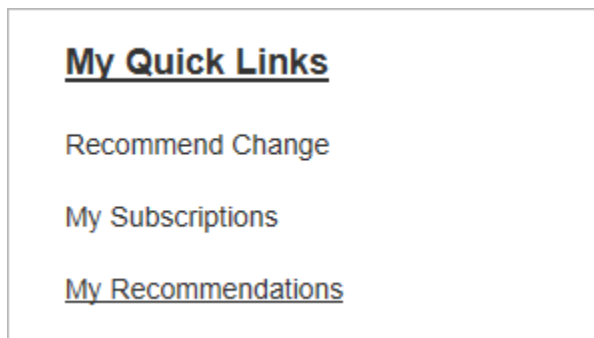 My Quick Links
Recommend Change
My Subscriptions
My Recommendations